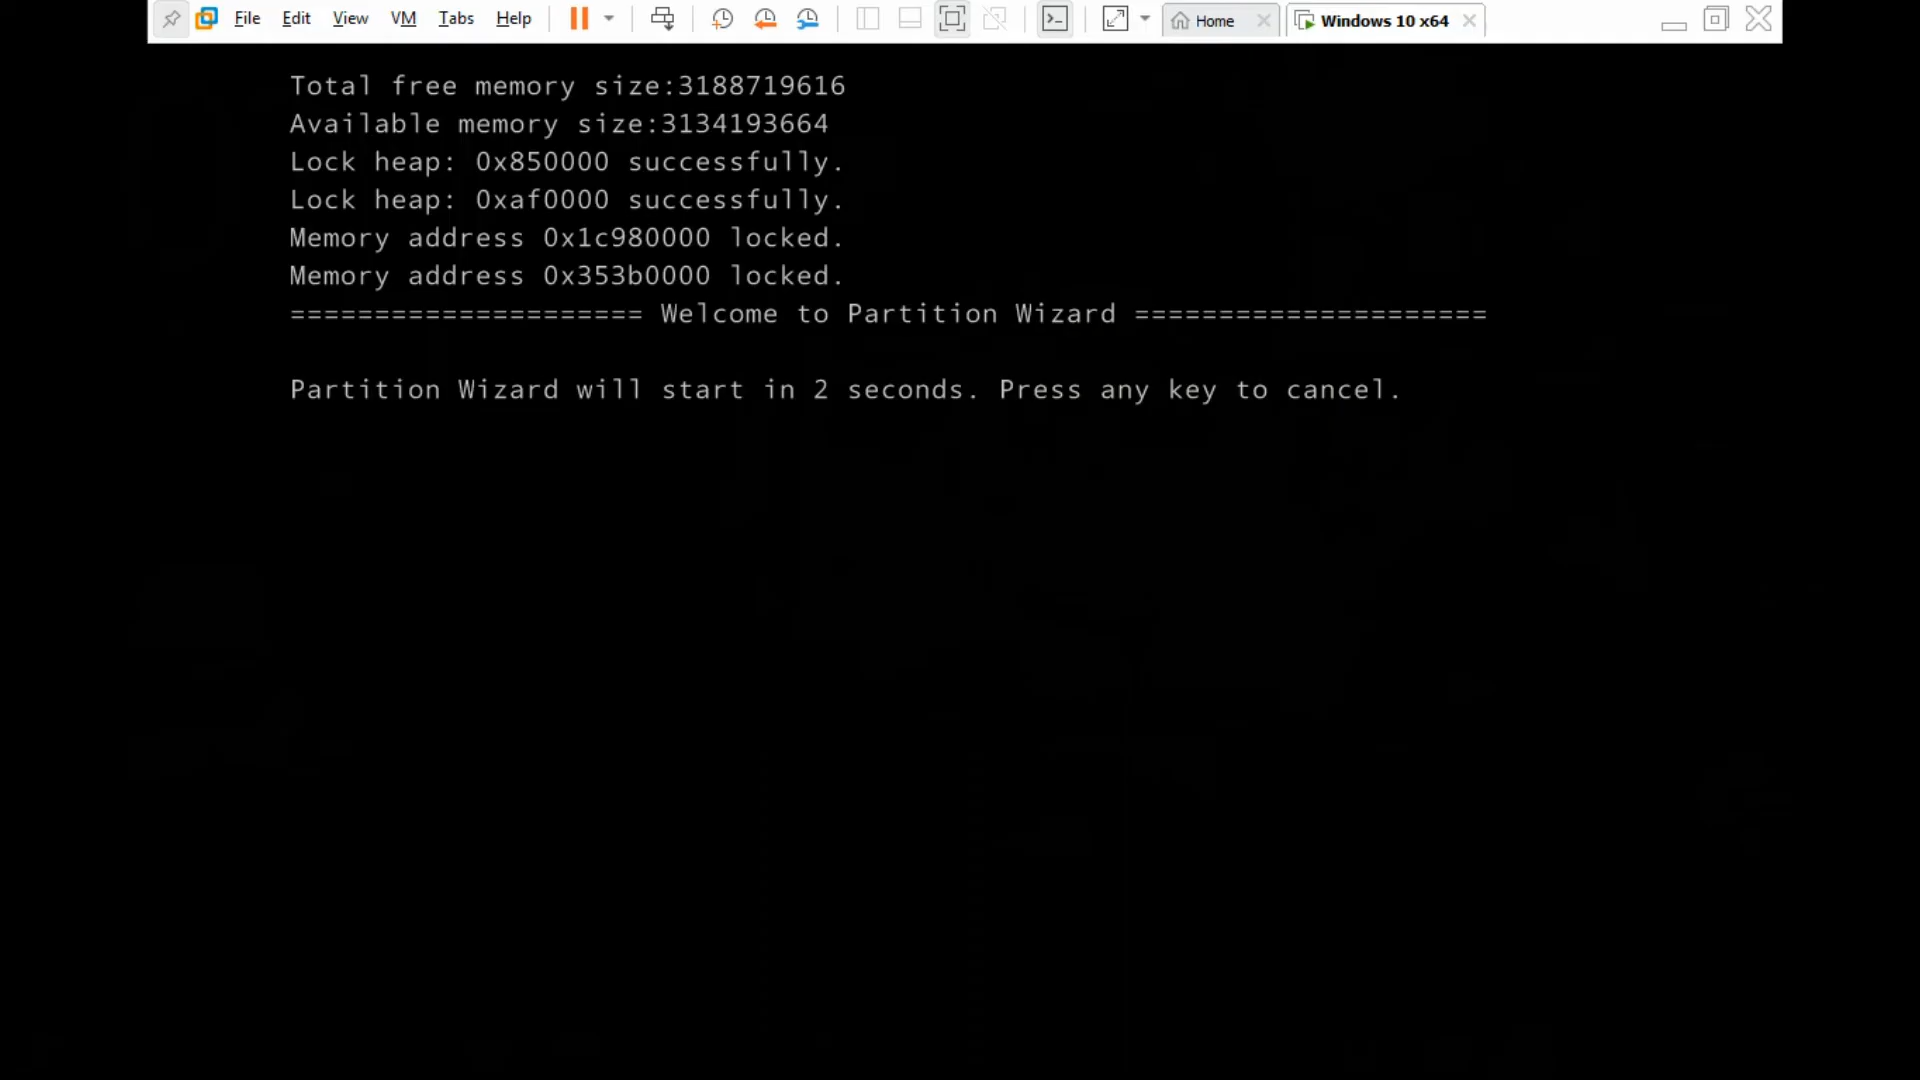 File Edit View VM Tabs Help Home Windows 10 x64
Total free memory size:3188719616
Available memory size:3134193664
Lock heap: 0x850000 successfully.
Lock heap: 0xaf0000 successfully.
Memory address 0x1c980000 locked.
Memory address 0x353b0000 locked.
===================== Welcome to Partition Wizard =====================
Partition Wizard will start in 2 seconds. Press any key to cancel.